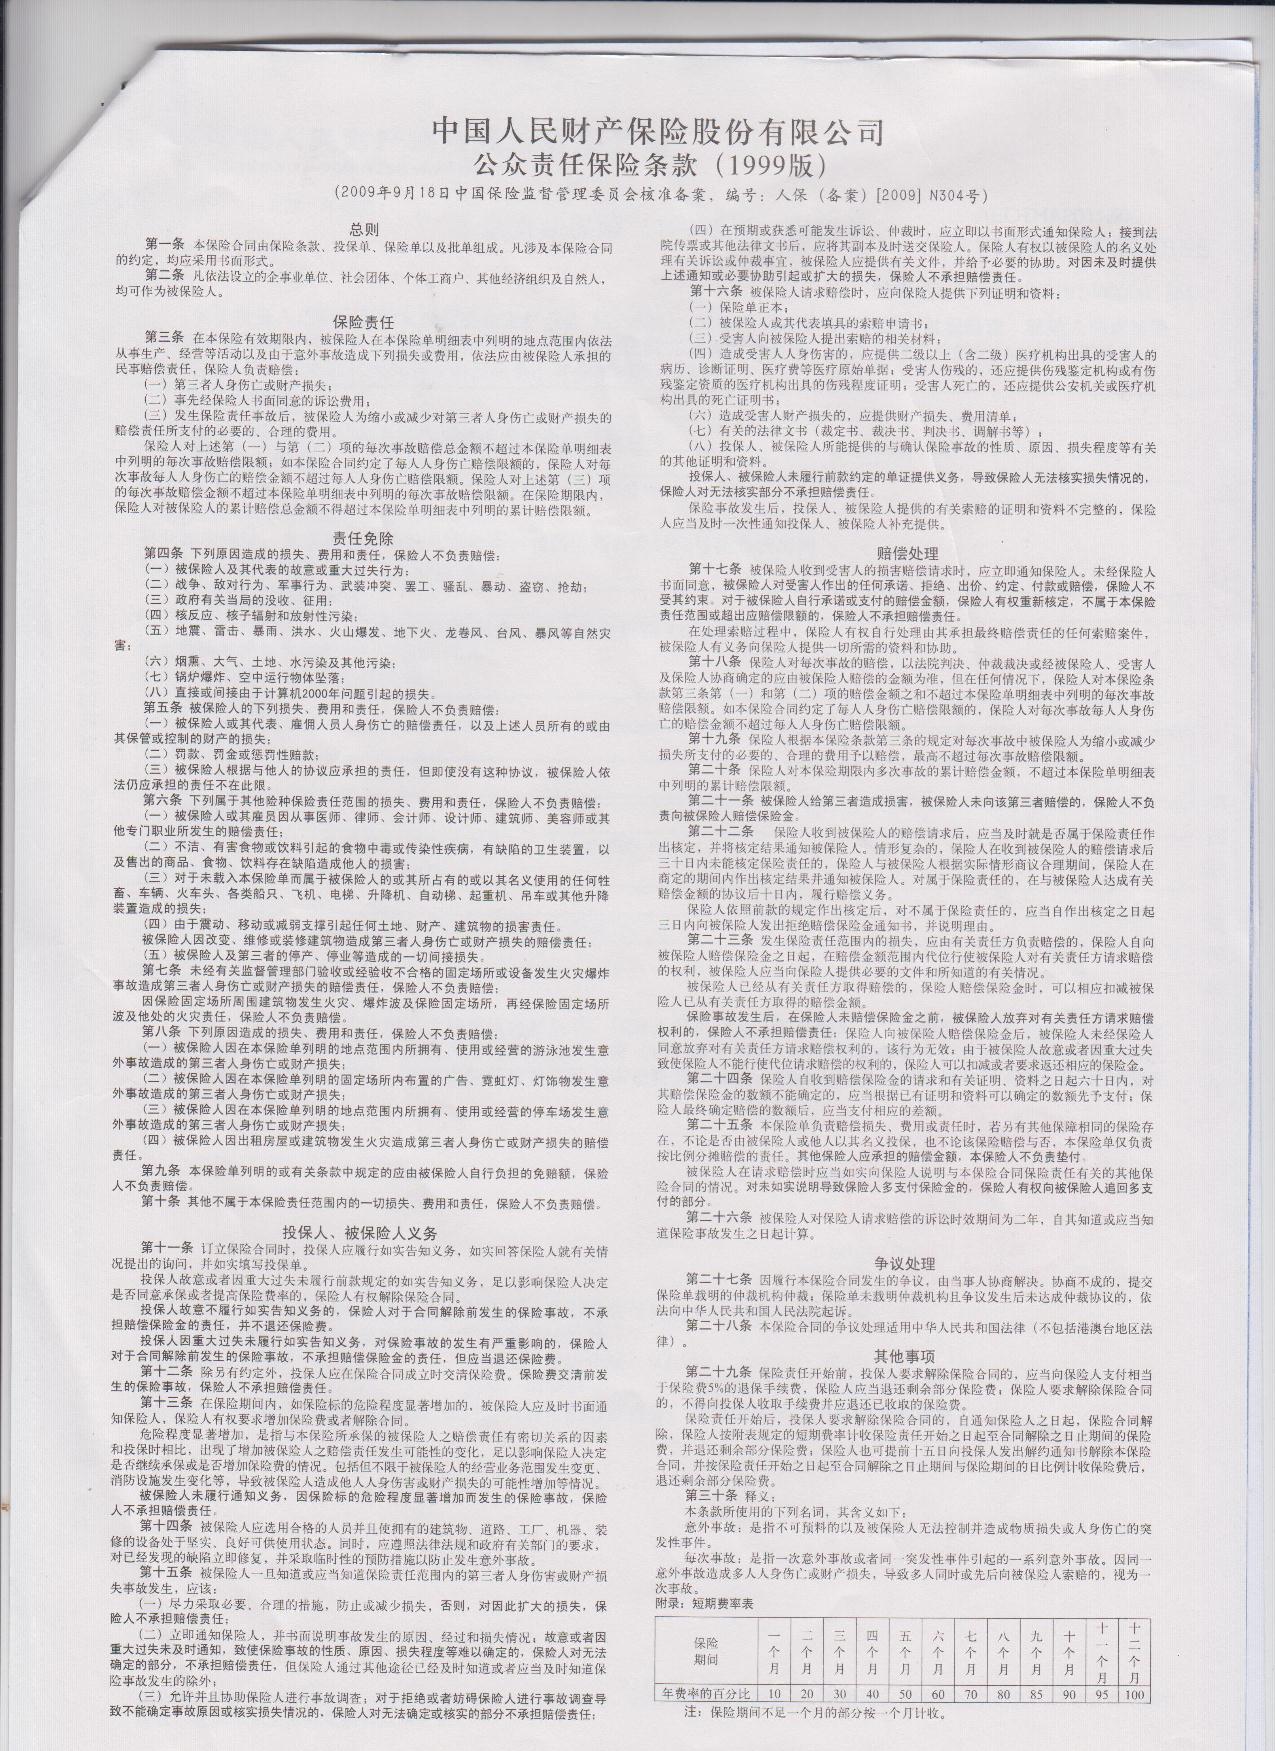 中国人民财产保险股份有限公司
公众责任保险条款（1999版）
(2009年9月18日中国保险监督管理委员会核准备案，编号：人保（备案）[2009] N304号)
总则
第一条 本保险合同由保险条款、投保单、保险单以及批单组成。凡涉及本保险合同
的约定，均应采用书面形式。
第二条 凡依法设立的企事业单位、社会团体、个体工商户、其他经济组织及自然人，
均可作为被保险人。
保险责任
第三条 在本保险有效期限内，被保险人在本保险单明细表中列明的地点范围内依法
从事生产、经营等活动以及由于意外事故造成下列损失或费用，依法应由被保险人承担的
民事赔偿责任，保险人负责赔偿：
（一）第三者人身伤亡或财产损失；
（二）事先经保险人书面同意的诉讼费用；
（三）发生保险责任事故后，被保险人为缩小或减少对第三者人身伤亡或财产损失的
赔偿责任所支付的必要的、合理的费用。
保险人对上述第（一）与第（二）项的每次事故赔偿总金额不超过本保险单明细表
中列明的每次事故赔偿限额；如本保险合同约定了每人人身伤亡赔偿限额的，保险人对每
次事故每人人身伤亡的赔偿金额不超过每人人身伤亡赔偿限额。保险人对上述第（三）项
的每次事故赔偿金额不超过本保险单明细表中列明的每次事故赔偿限额。在保险期限内，
保险人对被保险人的累计赔偿总金额不得超过本保险单明细表中列明的累计赔偿限额。
责任免除
第四条 下列原因造成的损失、费用和责任，保险人不负责赔偿：
（一）被保险人及其代表的故意或重大过失行为；
（二）战争、敌对行为、军事行为、武装冲突、罢工、骚乱、暴动、盗窃、抢劫；
（三）政府有关当局的没收、征用；
（四）核反应、核子辐射和放射性污染；
（五）地震、雷击、暴雨、洪水、火山爆发、地下火、龙卷风、台风、暴风等自然灾
害；
（六）烟熏、大气、土地、水污染及其他污染；
（七）锅炉爆炸、空中运行物体坠落；
（八）直接或间接由于计算机2000年问题引起的损失。
第五条 被保险人的下列损失、费用和责任，保险人不负责赔偿：
（一）被保险人或其代表、雇佣人员人身伤亡的赔偿责任，以及上述人员所有的或由
其保管或控制的财产的损失；
（二）罚款、罚金或惩罚性赔款；
（三）被保险人根据与他人的协议应承担的责任，但即使没有这种协议，被保险人依
法仍应承担的责任不在此限。
第六条 下列属于其他险种保险责任范围的损失、费用和责任，保险人不负责赔偿：
（一）被保险人或其雇员因从事医师、律师、会计师、设计师、建筑师、美容师或其
他专门职业所发生的赔偿责任；
（二）不洁、有害食物或饮料引起的食物中毒或传染性疾病，有缺陷的卫生装置，以
及售出的商品、食物、饮料存在缺陷造成他人的损害；
（三）对于未载入本保险单而属于被保险人的或其所占有的或以其名义使用的任何牲
畜、车辆、火车头、各类船只、飞机、电梯、升降机、自动梯、起重机、吊车或其他升降
装置造成的损失；
（四）由于震动、移动或减弱支撑引起任何土地、财产、建筑物的损害责任。
被保险人因改变、维修或装修建筑物造成第三者人身伤亡或财产损失的赔偿责任；
（五）被保险人及第三者的停产、停业等造成的一切间接损失。
第七条 未经有关监督管理部门验收或经验收不合格的固定场所或设备发生火灾爆炸
事故造成第三者人身伤亡或财产损失的赔偿责任，保险人不负责赔偿；
因保险固定场所周围建筑物发生火灾、爆炸波及保险固定场所，再经保险固定场所
波及他处的火灾责任，保险人不负责赔偿。
第八条 下列原因造成的损失、费用和责任，保险人不负责赔偿：
（一）被保险人因在本保险单列明的地点范围内所拥有、使用或经营的游泳池发生意
外事故造成的第三者人身伤亡或财产损失；
（二）被保险人因在本保险单列明的固定场所内布置的广告、霓虹灯、灯饰物发生意
外事故造成的第三者人身伤亡或财产损失；
（三）被保险人因在本保险单列明的地点范围内所拥有、使用或经营的停车场发生意
外事故造成的第三者人身伤亡或财产损失；
（四）被保险人因出租房屋或建筑物发生火灾造成第三者人身伤亡或财产损失的赔偿
责任。
第九条 本保险单列明的或有关条款中规定的应由被保险人自行负担的免赔额，保险
人不负责赔偿。
第十条 其他不属于本保险责任范围内的一切损失、费用和责任，保险人不负责赔偿。
投保人、被保险人义务
第十一条 订立保险合同时，投保人应履行如实告知义务，如实回答保险人就有关情
况提出的询问，并如实填写投保单。
投保人故意或者因重大过失未履行前款规定的如实告知义务，足以影响保险人决定
是否同意承保或者提高保险费率的，保险人有权解除保险合同。
投保人故意不履行如实告知义务的，保险人对于合同解除前发生的保险事故，不承
担赔偿保险金的责任，并不退还保险费。
投保人因重大过失未履行如实告知义务，对保险事故的发生有严重影响的，保险人
对于合同解除前发生的保险事故，不承担赔偿保险金的责任，但应当退还保险费。
第十二条 除另有约定外，投保人应在保险合同成立时交清保险费。保险费交清前发
生的保险事故，保险人不承担赔偿责任。
第十三条 在保险期间内，如保险标的危险程度显著增加的，被保险人应及时书面通
知保险人，保险人有权要求增加保险费或者解除合同。
危险程度显著增加，是指与本保险所承保的被保险人之赔偿责任有密切关系的因素
和投保时相比，出现了增加被保险人之赔偿责任发生可能性的变化，足以影响保险人决定
是否继续承保或是否增加保险费的情况。包括但不限于被保险人的经营业务范围发生变更、
消防设施发生变化等，导致被保险人造成他人人身伤害或财产损失的可能性增加等情况。
被保险人未履行通知义务，因保险标的危险程度显著增加而发生的保险事故，保险
人不承担赔偿责任。
第十四条 被保险人应选用合格的人员并且使拥有的建筑物、道路、工厂、机器、装
修的设备处于坚实、良好可供使用状态。同时，应遵照法律法规和政府有关部门的要求，
对已经发现的缺陷立即修复，并采取临时性的预防措施以防止发生意外事故。
第十五条 被保险人一旦知道或应当知道保险责任范围内的第三者人身伤害或财产损
失事故发生，应该：
（一）尽力采取必要、合理的措施，防止或减少损失，否则，对因此扩大的损失，保
险人不承担赔偿责任；
（二）立即通知保险人，并书面说明事故发生的原因、经过和损失情况；故意或者因
重大过失未及时通知，致使保险事故的性质、原因、损失程度等难以确定的，保险人对无法
确定的部分，不承担赔偿责任，但保险人通过其他途径已经及时知道或者应当及时知道保
险事故发生的除外；
（三）允许并且协助保险人进行事故调查；对于拒绝或者妨碍保险人进行事故调查导
致不能确定事故原因或核实损失情况的，保险人对无法确定或核实的部分不承担赔偿责任；
（四）在预期或获悉可能发生诉讼、仲裁时，应立即以书面形式通知保险人；接到法
院传票或其他法律文书后，应将其副本及时送交保险人。保险人有权以被保险人的名义处
理有关诉讼或仲裁事宜，被保险人应提供有关文件，并给予必要的协助。对因未及时提供
上述通知或必要协助引起或扩大的损失，保险人不承担赔偿责任。
第十六条 被保险人请求赔偿时，应向保险人提供下列证明和资料：
（一）保险单正本；
（二）被保险人或其代表填具的索赔申请书；
（三）受害人向被保险人提出索赔的相关材料；
（四）造成受害人人身伤害的，应提供二级以上（含二级）医疗机构出具的受害人的
病历、诊断证明、医疗费等医疗原始单据；受害人伤残的，还应提供伤残鉴定机构或有伤
残鉴定资质的医疗机构出具的伤残程度证明；受害人死亡的，还应提供公安机关或医疗机
构出具的死亡证明书；
（六）造成受害人财产损失的，应提供财产损失、费用清单；
（七）有关的法律文书（裁定书、裁决书、判决书、调解书等）；
（八）投保人、被保险人所能提供的与确认保险事故的性质、原因、损失程度等有关
的其他证明和资料。
投保人、被保险人未履行前款约定的单证提供义务，导致保险人无法核实损失情况的，
保险人对无法核实部分不承担赔偿责任。
保险事故发生后，投保人、被保险人提供的有关索赔的证明和资料不完整的，保险
人应当及时一次性通知投保人、被保险人补充提供。
赔偿处理
第十七条 被保险人收到受害人的损害赔偿请求时，应立即通知保险人。未经保险人
书面同意，被保险人对受害人作出的任何承诺、拒绝、出价、约定、付款或赔偿，保险人不
受其约束。对于被保险人自行承诺或支付的赔偿金额，保险人有权重新核定，不属于本保险
责任范围或超出应赔偿限额的，保险人不承担赔偿责任。
在处理索赔过程中，保险人有权自行处理由其承担最终赔偿责任的任何索赔案件，
被保险人有义务向保险人提供一切所需的资料和协助。
第十八条 保险人对每次事故的赔偿，以法院判决、仲裁裁决或经被保险人、受害人
及保险人协商确定的应由被保险人赔偿的金额为准，但在任何情况下，保险人对本保险条
款第三条第（一）和第（二）项的赔偿金额之和不超过本保险单明细表中列明的每次事故
赔偿限额。如本保险合同约定了每人人身伤亡赔偿限额的，保险人对每次事故每人人身伤
亡的赔偿金额不超过每人人身伤亡赔偿限额。
第十九条 保险人根据本保险条款第三条的规定对每次事故中被保险人为缩小或减少
损失所支付的必要的、合理的费用予以赔偿，最高不超过每次事故赔偿限额。
第二十条 保险人对本保险期限内多次事故的累计赔偿金额，不超过本保险单明细表
中列明的累计赔偿限额。
第二十一条 被保险人给第三者造成损害，被保险人未向该第三者赔偿的，保险人不负
责向被保险人赔偿保险金。
第二十二条 保险人收到被保险人的赔偿请求后，应当及时就是否属于保险责任作
出核定，并将核定结果通知被保险人。情形复杂的，保险人在收到被保险人的赔偿请求后
三十日内未能核定保险责任的，保险人与被保险人根据实际情形商议合理期间，保险人在
商定的期间内作出核定结果并通知被保险人。对属于保险责任的，在与被保险人达成有关
赔偿金额的协议后十日内，履行赔偿义务。
保险人依照前款的规定作出核定后，对不属于保险责任的，应当自作出核定之日起
三日内向被保险人发出拒绝赔偿保险金通知书，并说明理由。
第二十三条 发生保险责任范围内的损失，应由有关责任方负责赔偿的，保险人自向
被保险人赔偿保险金之日起，在赔偿金额范围内代位行使被保险人对有关责任方请求赔偿
的权利，被保险人应当向保险人提供必要的文件和所知道的有关情况。
被保险人已经从有关责任方取得赔偿的，保险人赔偿保险金时，可以相应扣减被保
险人已从有关责任方取得的赔偿金额。
保险事故发生后，在保险人未赔偿保险金之前，被保险人放弃对有关责任方请求赔偿
权利的，保险人不承担赔偿责任；保险人向被保险人赔偿保险金后，被保险人未经保险人
同意放弃对有关责任方请求赔偿权利的，该行为无效；由于被保险人故意或者因重大过失
致使保险人不能行使代位请求赔偿的权利的，保险人可以扣减或者要求返还相应的保险金。
第二十四条 保险人自收到赔偿保险金的请求和有关证明、资料之日起六十日内，对
其赔偿保险金的数额不能确定的，应当根据已有证明和资料可以确定的数额先予支付；保
险人最终确定赔偿的数额后，应当支付相应的差额。
第二十五条 本保险单负责赔偿损失、费用或责任时，若另有其他保障相同的保险存
在，不论是否由被保险人或他人以其名义投保，也不论该保险赔偿与否，本保险单仅负责
按比例分摊赔偿的责任。其他保险人应承担的赔偿金额，本保险人不负责垫付。
被保险人在请求赔偿时应当如实向保险人说明与本保险合同保险责任有关的其他保
险合同的情况。对未如实说明导致保险人多支付保险金的，保险人有权向被保险人追回多支
付的部分。
第二十六条 被保险人对保险人请求赔偿的诉讼时效期间为二年，自其知道或应当知
道保险事故发生之日起计算。
争议处理
第二十七条 因履行本保险合同发生的争议，由当事人协商解决。协商不成的，提交
保险单载明的仲裁机构仲裁；保险单未载明仲裁机构且争议发生后未达成仲裁协议的，依
法向中华人民共和国人民法院起诉。
第二十八条 本保险合同的争议处理适用中华人民共和国法律（不包括港澳台地区法
律）。
其他事项
第二十九条 保险责任开始前，投保人要求解除保险合同的，应当向保险人支付相当
于保险费5%的退保手续费，保险人应当退还剩余部分保险费；保险人要求解除保险合同
的，不得向投保人收取手续费并应退还已收取的保险费。
保险责任开始后，投保人要求解除保险合同的，自通知保险人之日起，保险合同解
除，保险人按附表规定的短期费率计收保险责任开始之日起至合同解除之日止期间的保险
费，并退还剩余部分保险费；保险人也可提前十五日向投保人发出解约通知书解除本保险
合同，并按保险责任开始之日起至合同解除之日止期间与保险期间的日比例计收保险费后，
退还剩余部分保险费。
第三十条 释义：
本条款所使用的下列名词，其含义如下：
意外事故：是指不可预料的以及被保险人无法控制并造成物质损失或人身伤亡的突
发性事件。
每次事故：是指一次意外事故或者同一突发性事件引起的一系列意外事故。因同一
意外事故造成多人人身伤亡或财产损失，导致多人同时或先后向被保险人索赔的，视为一
次事故。
附录：短期费率表
保险期间 一个月 二个月 三个月 四个月 五个月 六个月 七个月 八个月 九个月 十个月 十一个月 十二个月
年费率的百分比 10 20 30 40 50 60 70 80 85 90 95 100
注：保险期间不足一个月的部分按一个月计收。